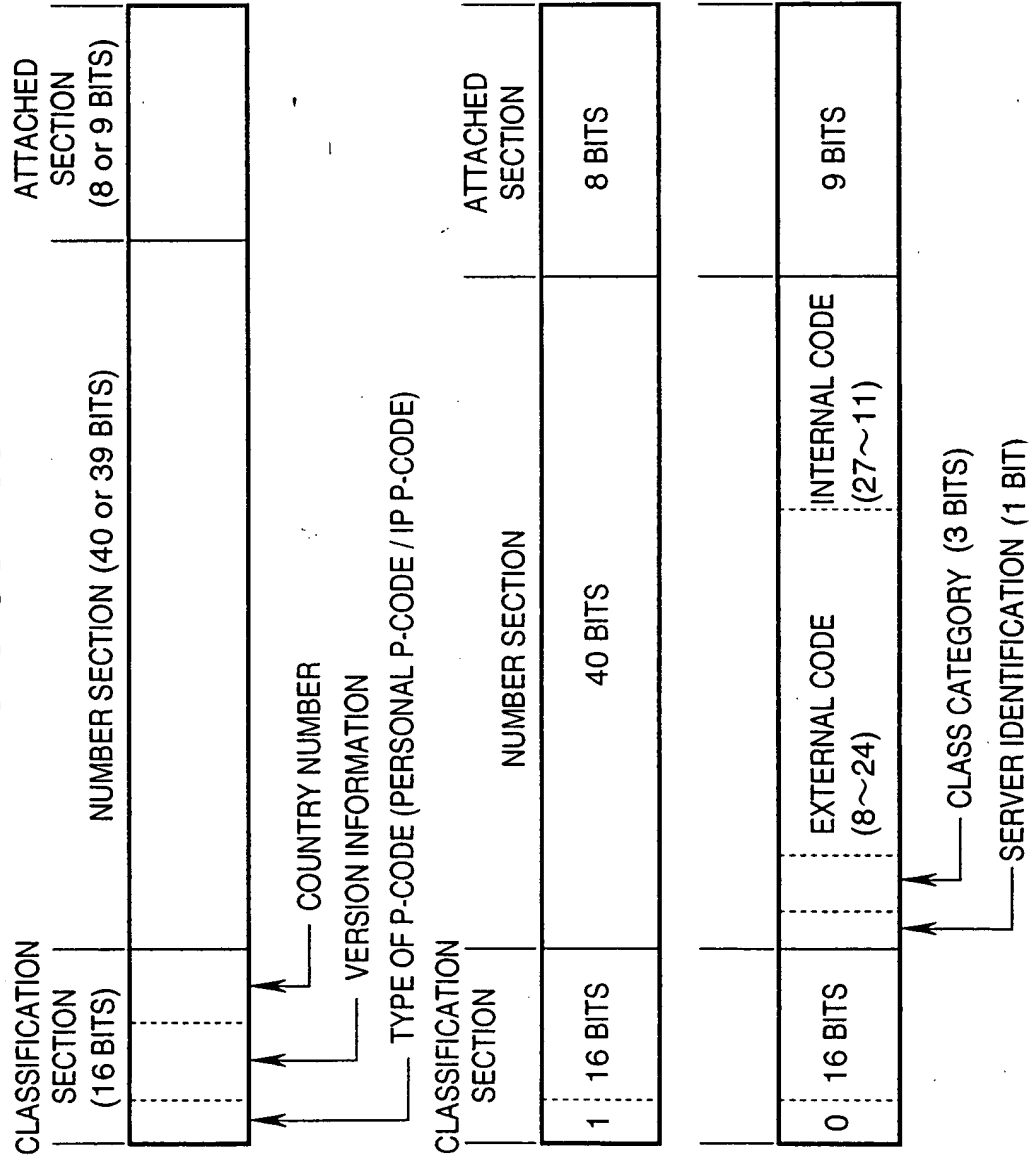 CLASSIFICATION
SECTION
(16 BITS)
NUMBER SECTION (40 or 39 BITS)
ATTACHED
SECTION
(8 or 9 BITS)
COUNTRY NUMBER
VERSION INFORMATION
TYPE OF P-CODE (PERSONAL P-CODE / IP P-CODE)
CLASSIFICATION
SECTION
NUMBER SECTION
ATTACHED
SECTION
1 16 BITS
40 BITS
8 BITS
0 16 BITS
EXTERNAL CODE
(8~24)
INTERNAL CODE
(27~11)
9 BITS
CLASS CATEGORY (3 BITS)
SERVER IDENTIFICATION (1 BIT)